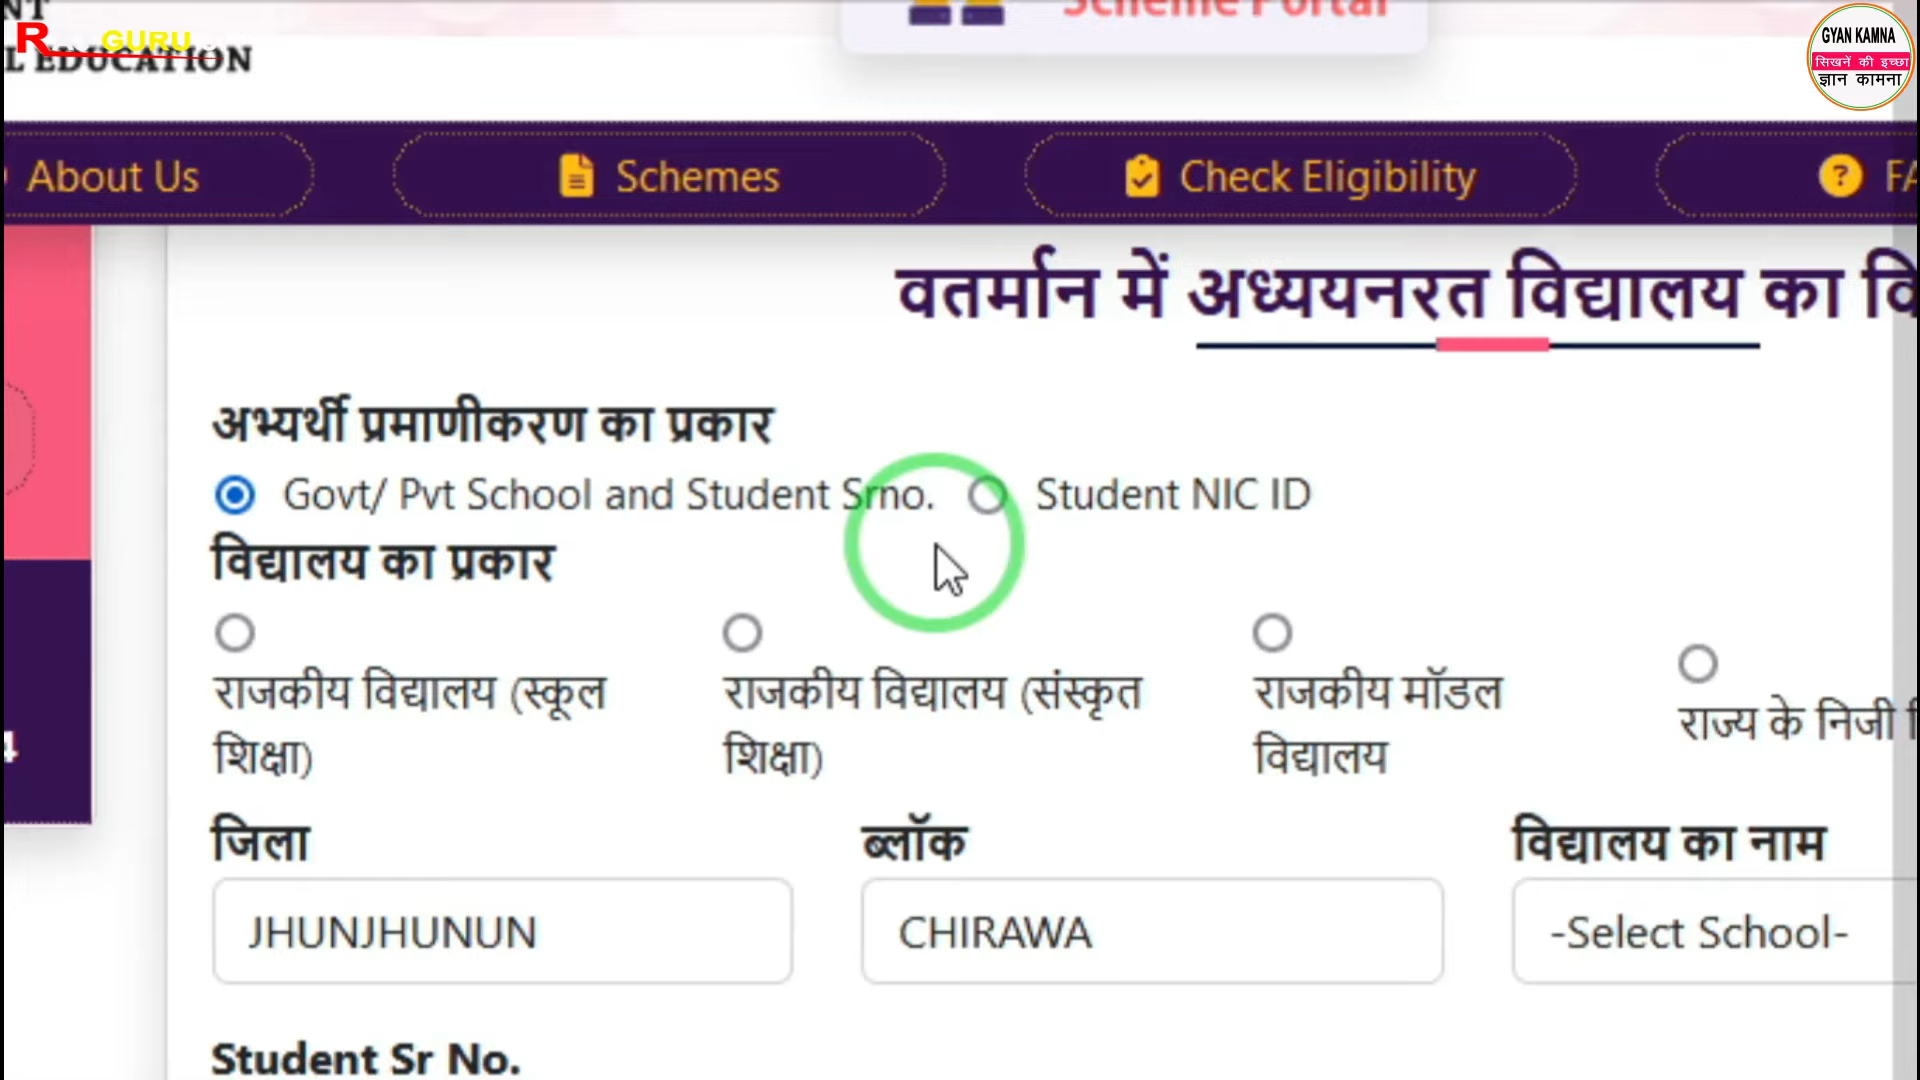 Scheme Portal
R GURU
L EDUCATION
GYAN KAMNA
सिखनें की इच्छा
ज्ञान कामना
About Us
Schemes
Check Eligibility
वतर्मान में अध्ययनरत विद्यालय का
अभ्यर्थी प्रमाणीकरण का प्रकार
Govt/ Pvt School and Student Srno.
Student NIC ID
विद्यालय का प्रकार
राजकीय विद्यालय (स्कूल
शिक्षा)
राजकीय विद्यालय (संस्कृत
शिक्षा)
राजकीय मॉडल
विद्यालय
राज्य के निजी
जिला
ब्लॉक
विद्यालय का नाम
JHUNJHUNUN
CHIRAWA
-Select School-
Student Sr No.